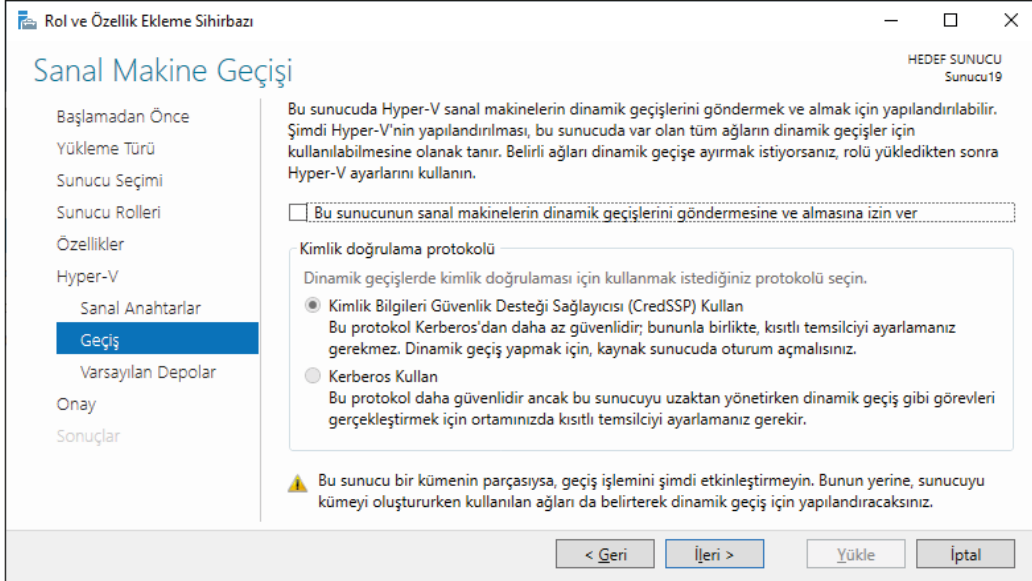 Rol ve Özellik Ekleme Sihirbazı
Sanal Makine Geçişi
HEDEF SUNUCU
Sunucu19
Başlamadan Önce
Yükleme Türü
Sunucu Seçimi
Sunucu Rolleri
Özellikler
Hyper-V
Sanal Anahtarlar
Geçiş
Varsayılan Depolar
Onay
Sonuçlar
Bu sunucuda Hyper-V sanal makinelerin dinamik geçişlerini göndermek ve almak için yapılandırılabilir.
Şimdi Hyper-V'nin yapılandırılması, bu sunucuda var olan tüm ağların dinamik geçişler için
kullanılabilmesine olanak tanır. Belirli ağları dinamik geçişe ayırmak istiyorsanız, rolü yükledikten sonra
Hyper-V ayarlarını kullanın.
Bu sunucunun sanal makinelerin dinamik geçişlerini göndermesine ve almasına izin ver
Kimlik doğrulama protokolü
Dinamik geçişlerde kimlik doğrulaması için kullanmak istediğiniz protokolü seçin.
Kimlik Bilgileri Güvenlik Desteği Sağlayıcısı (CredSSP) Kullan
Bu protokol Kerberos'dan daha az güvenlidir; bununla birlikte, kısıtlı temsilciyi ayarlamanız
gerekmez. Dinamik geçiş yapmak için, kaynak sunucuda oturum açmalısınız.
Kerberos Kullan
Bu protokol daha güvenlidir ancak bu sunucuyu uzaktan yönetirken dinamik geçiş gibi görevleri
gerçekleştirmek için ortamınızda kısıtlı temsilciyi ayarlamanız gerekir.
Bu sunucu bir kümenin parçasıysa, geçiş işlemini şimdi etkinleştirmeyin. Bunun yerine, sunucuyu
kümeyi oluştururken kullanılan ağları da belirterek dinamik geçiş için yapılandıracaksınız.
< Geri
İleri >
Yükle
İptal